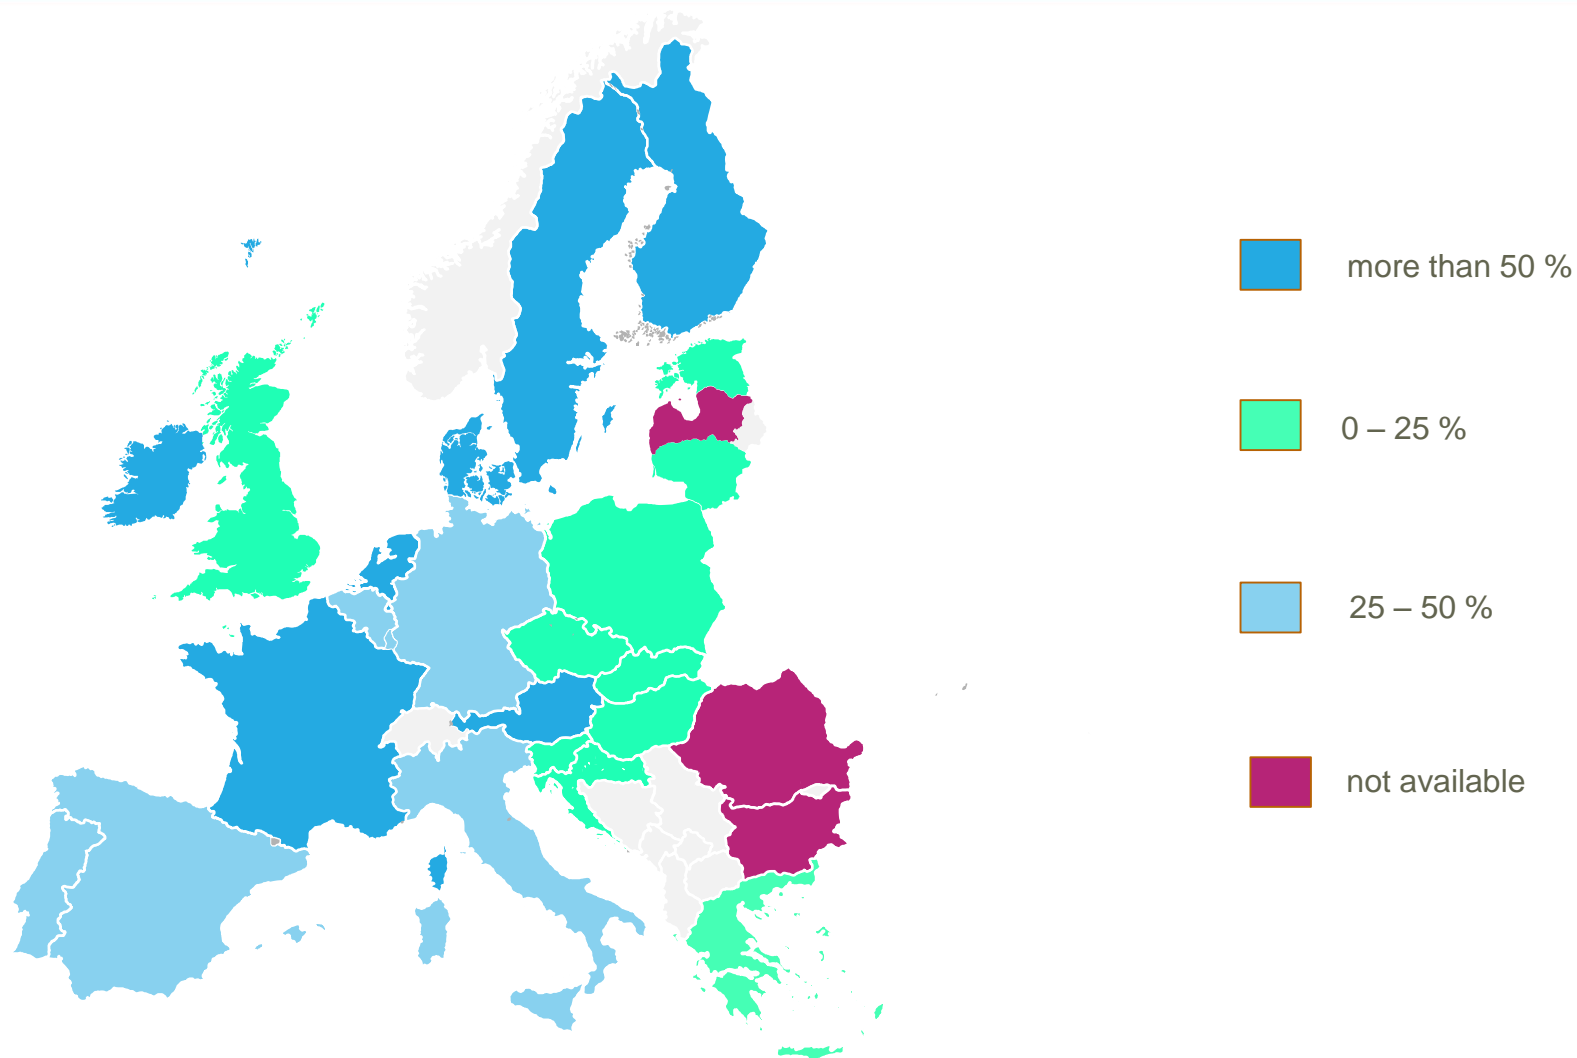 more than 50 %
0 – 25 %
25 – 50 %
not available